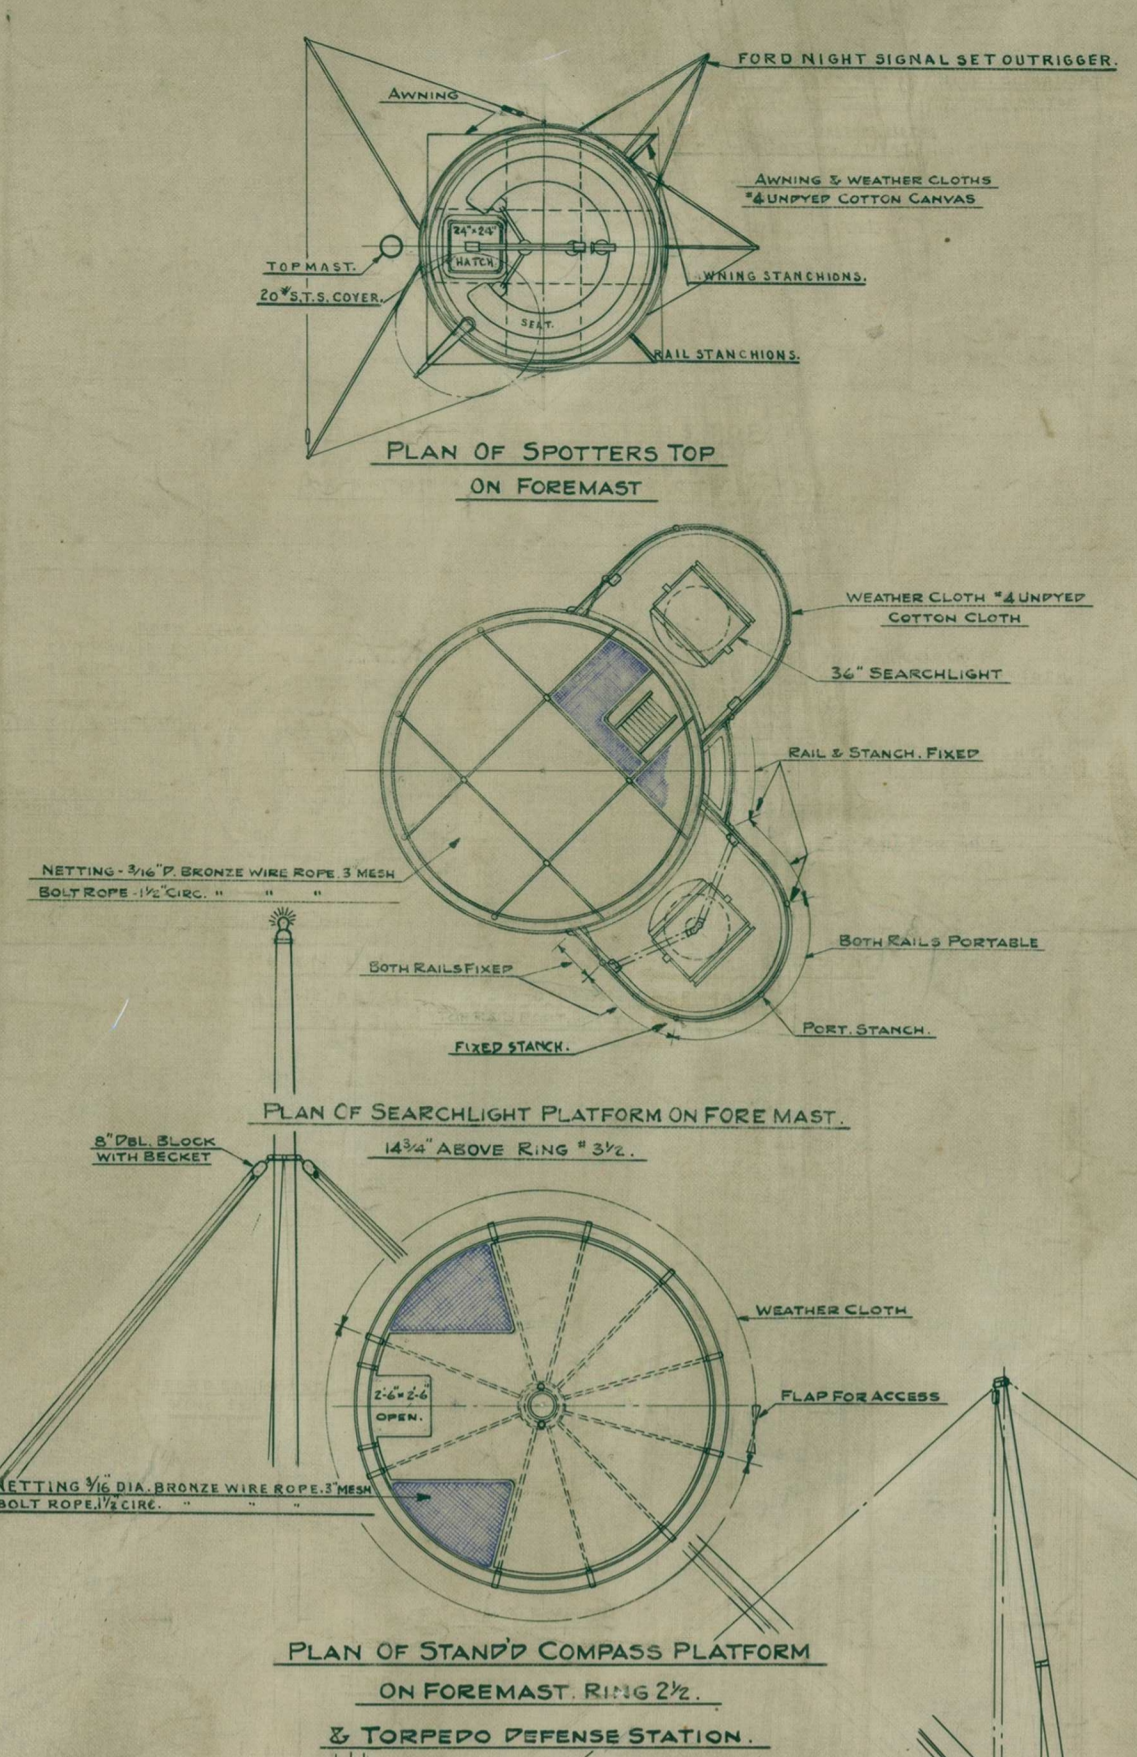 FORD NIGHT SIGNAL SET OUTRIGGER.
AWNING
AWNING & WEATHER CLOTHS
#4 UNDYED COTTON CANVAS
24" x 24"
HATCH
TOPMAST.
20# S.T.S. COVER.
WNING STANCHIONS.
SEAT.
RAIL STANCHIONS.
PLAN OF SPOTTERS TOP
ON FOREMAST
WEATHER CLOTH #4 UNDYED
COTTON CLOTH
36" SEARCHLIGHT
RAIL & STANCH. FIXED
NETTING - 3/16" D. BRONZE WIRE ROPE. 3" MESH
BOLT ROPE - 1½" CIRC. " " "
BOTH RAILS PORTABLE
BOTH RAILS FIXED
PORT. STANCH.
FIXED STANCH.
PLAN OF SEARCHLIGHT PLATFORM ON FORE MAST.
14¾" ABOVE RING # 3½.
8" DBL. BLOCK
WITH BECKET
WEATHER CLOTH
2'-6" x 2'-6"
OPEN.
FLAP FOR ACCESS
NETTING 3/16" DIA. BRONZE WIRE ROPE. 3" MESH
BOLT ROPE. 1½" CIRC. " " "
PLAN OF STAND'D COMPASS PLATFORM
ON FOREMAST. RING 2½.
& TORPEDO DEFENSE STATION.